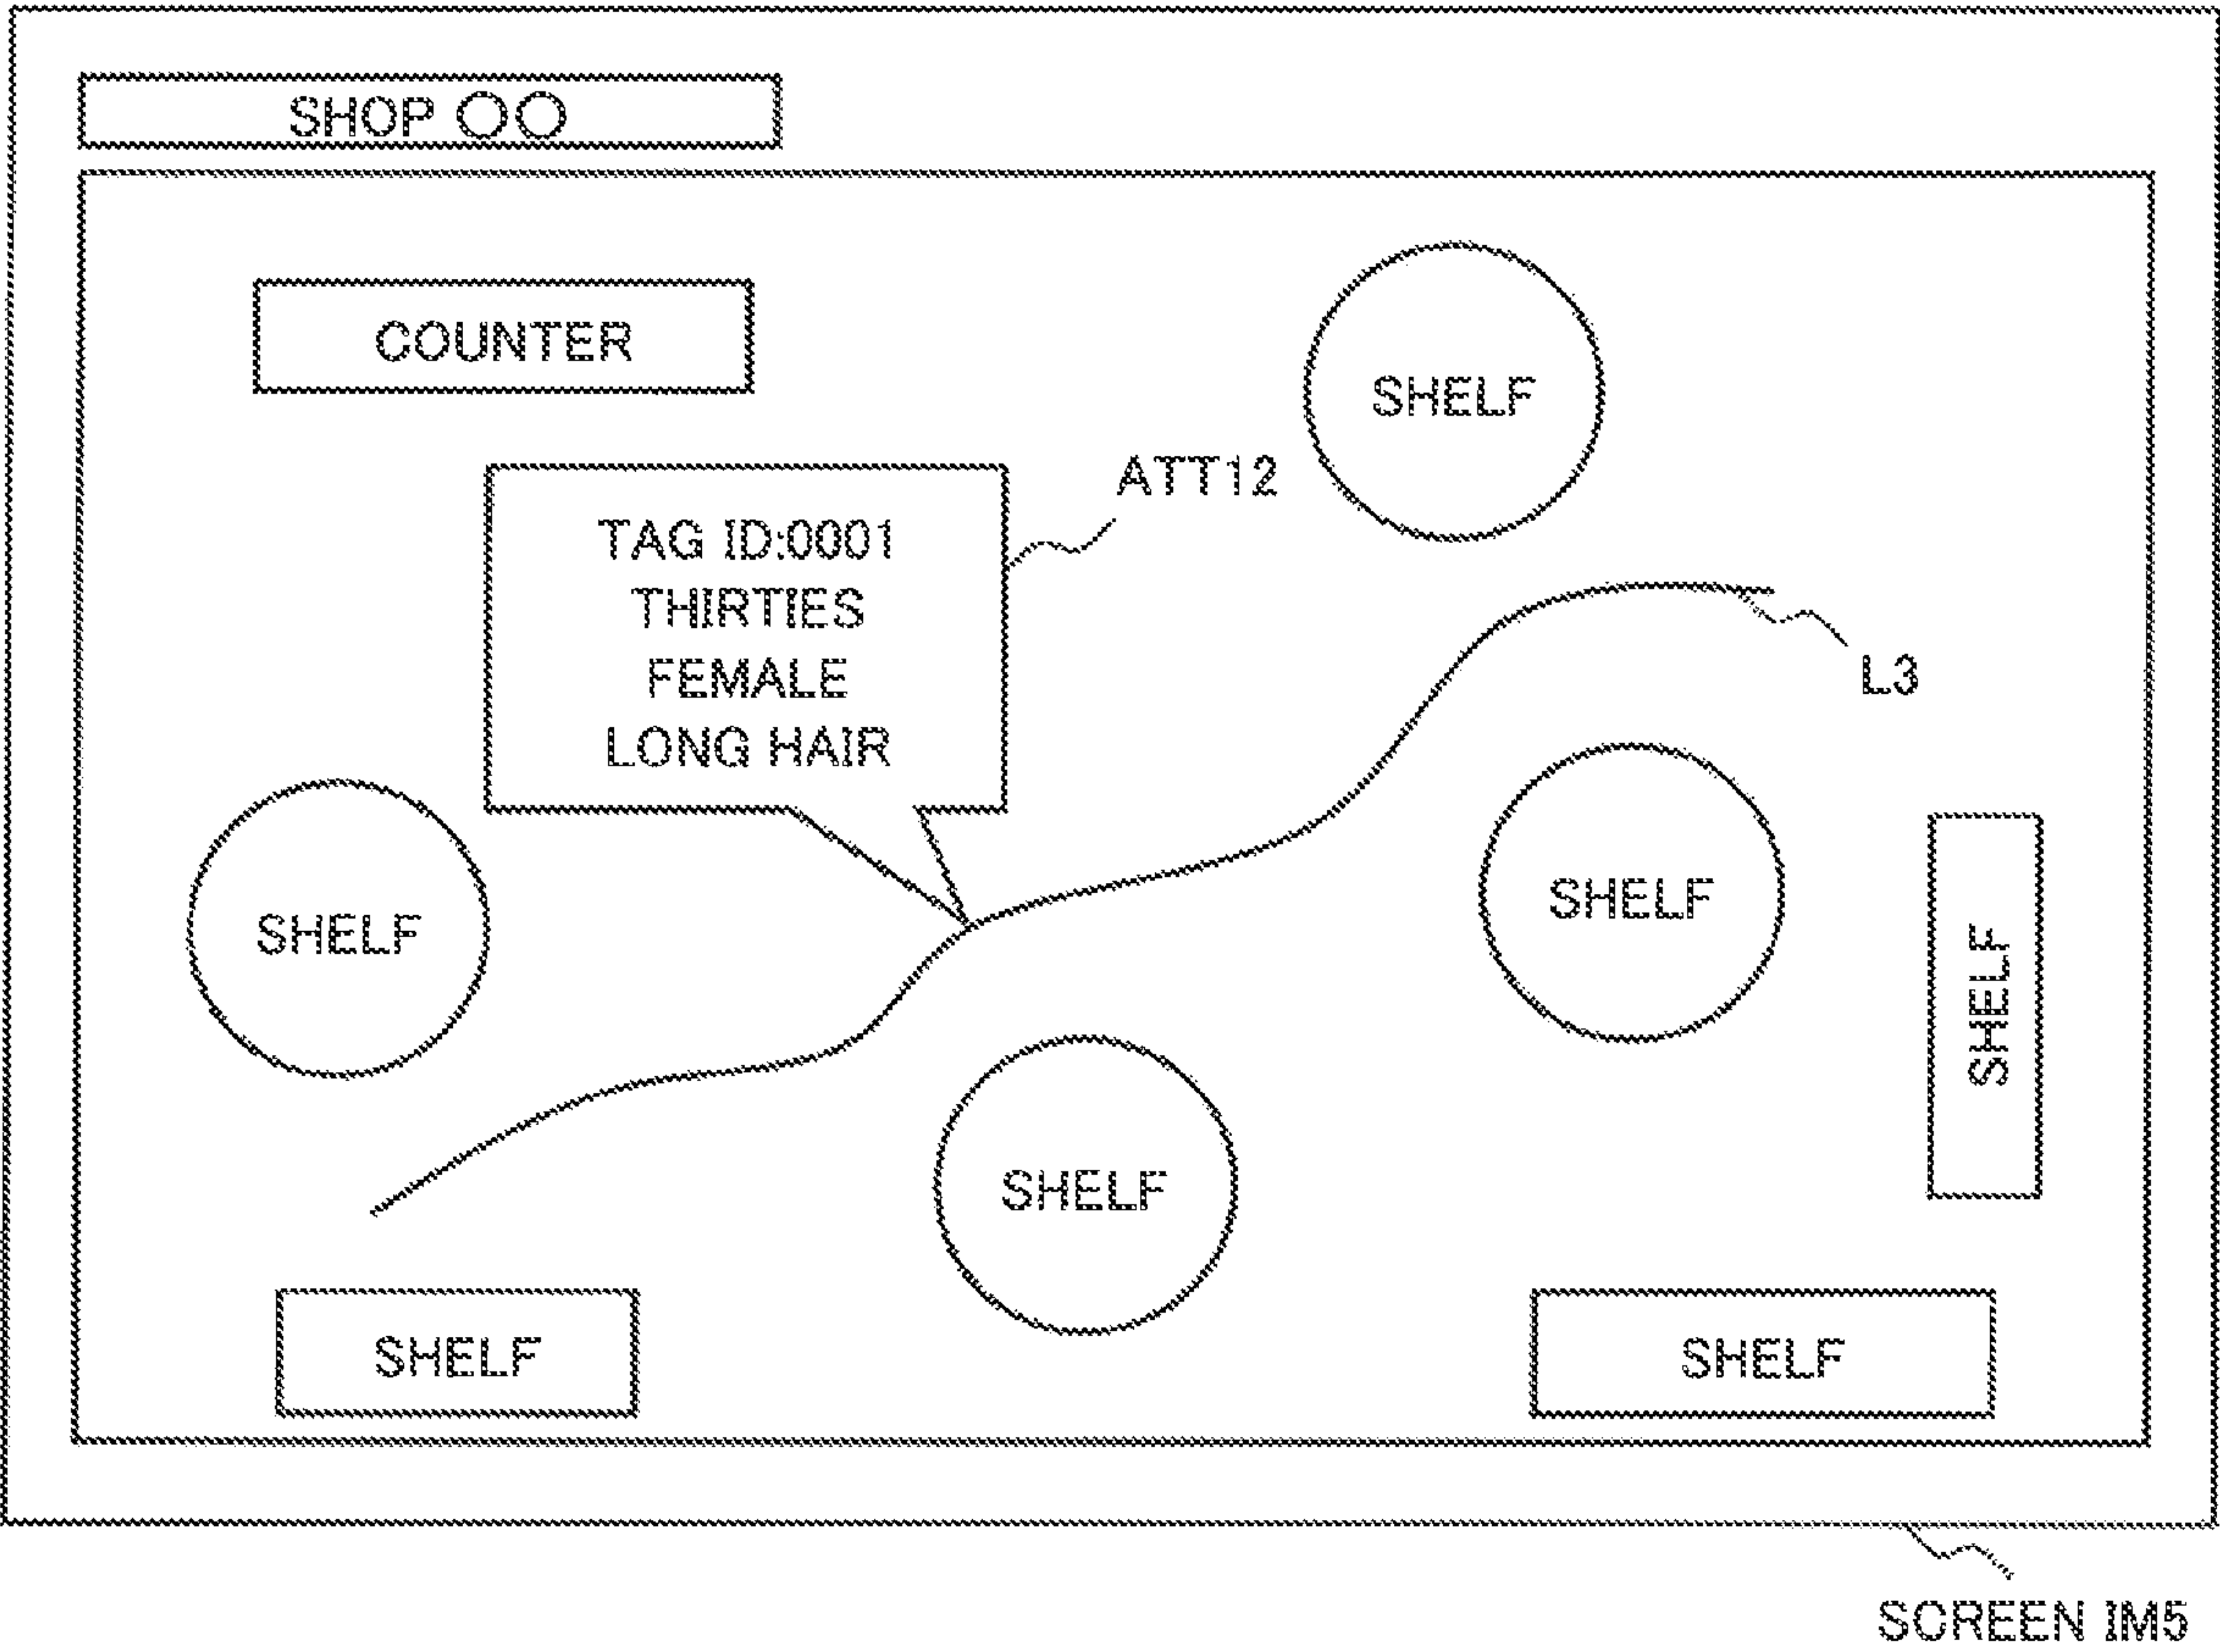 SHOP ○○
COUNTER
SHELF
ATT12
TAG ID:0001
THIRTIES
FEMALE
LONG HAIR
L3
SHELF
SHELF
SHELF
SHELF
SHELF
SHELF
SCREEN IM5